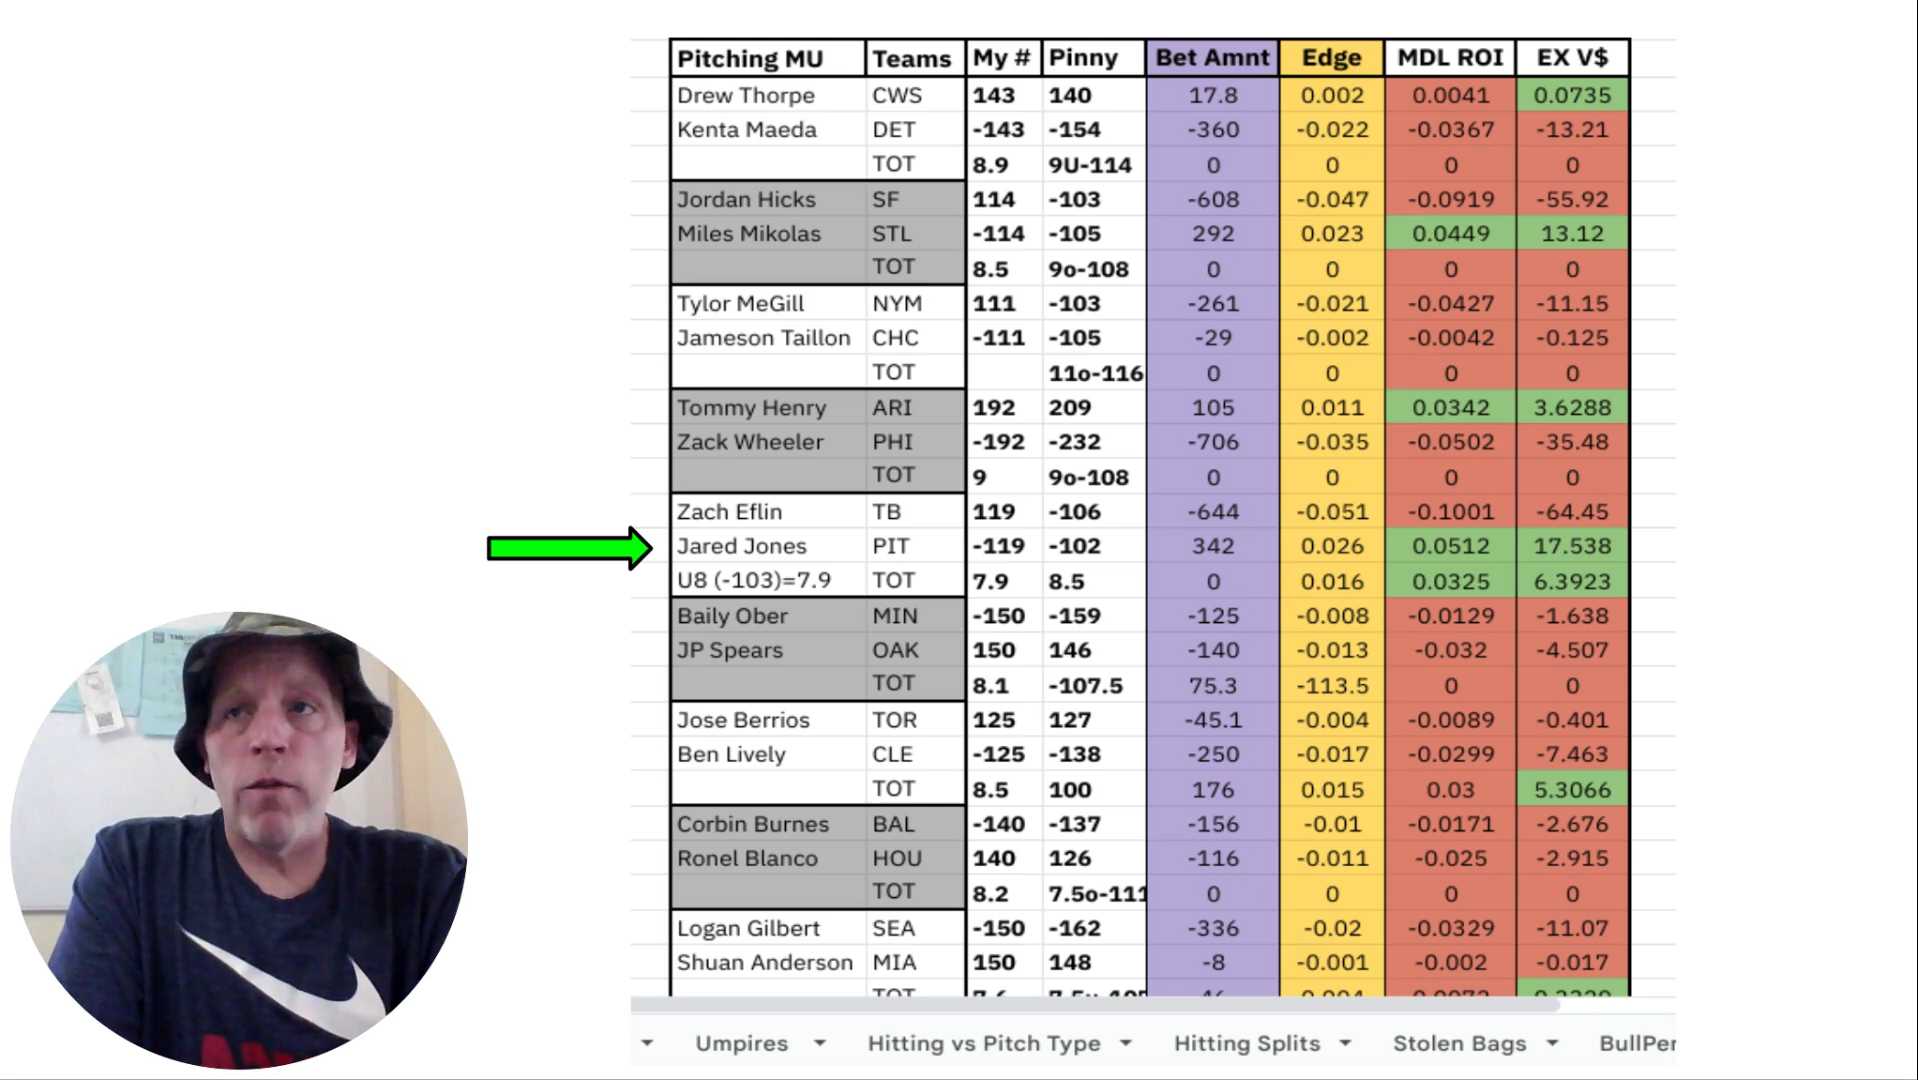 Pitching MU Teams My # Pinny Bet Amnt Edge MDL ROI EX V$
Drew Thorpe CWS 143 140 17.8 0.002 0.0041 0.0735
Kenta Maeda DET -143 -154 -360 -0.022 -0.0367 -13.21
TOT 8.9 9U-114 0 0 0 0
Jordan Hicks SF 114 -103 -608 -0.047 -0.0919 -55.92
Miles Mikolas STL -114 -105 292 0.023 0.0449 13.12
TOT 8.5 9o-108 0 0 0 0
Tylor MeGill NYM 111 -103 -261 -0.021 -0.0427 -11.15
Jameson Taillon CHC -111 -105 -29 -0.002 -0.0042 -0.125
TOT 11o-116 0 0 0 0
Tommy Henry ARI 192 209 105 0.011 0.0342 3.6288
Zack Wheeler PHI -192 -232 -706 -0.035 -0.0502 -35.48
TOT 9 9o-108 0 0 0 0
Zach Eflin TB 119 -106 -644 -0.051 -0.1001 -64.45
Jared Jones PIT -119 -102 342 0.026 0.0512 17.538
U8 (-103)=7.9 TOT 7.9 8.5 0 0.016 0.0325 6.3923
Baily Ober MIN -150 -159 -125 -0.008 -0.0129 -1.638
JP Spears OAK 150 146 -140 -0.013 -0.032 -4.507
TOT 8.1 -107.5 75.3 -113.5 0 0
Jose Berrios TOR 125 127 -45.1 -0.004 -0.0089 -0.401
Ben Lively CLE -125 -138 -250 -0.017 -0.0299 -7.463
TOT 8.5 100 176 0.015 0.03 5.3066
Corbin Burnes BAL -140 -137 -156 -0.01 -0.0171 -2.676
Ronel Blanco HOU 140 126 -116 -0.011 -0.025 -2.915
TOT 8.2 7.5o-111 0 0 0 0
Logan Gilbert SEA -150 -162 -336 -0.02 -0.0329 -11.07
Shuan Anderson MIA 150 148 -8 -0.001 -0.002 -0.017
TOT
Umpires Hitting vs Pitch Type Hitting Splits Stolen Bags BullPer